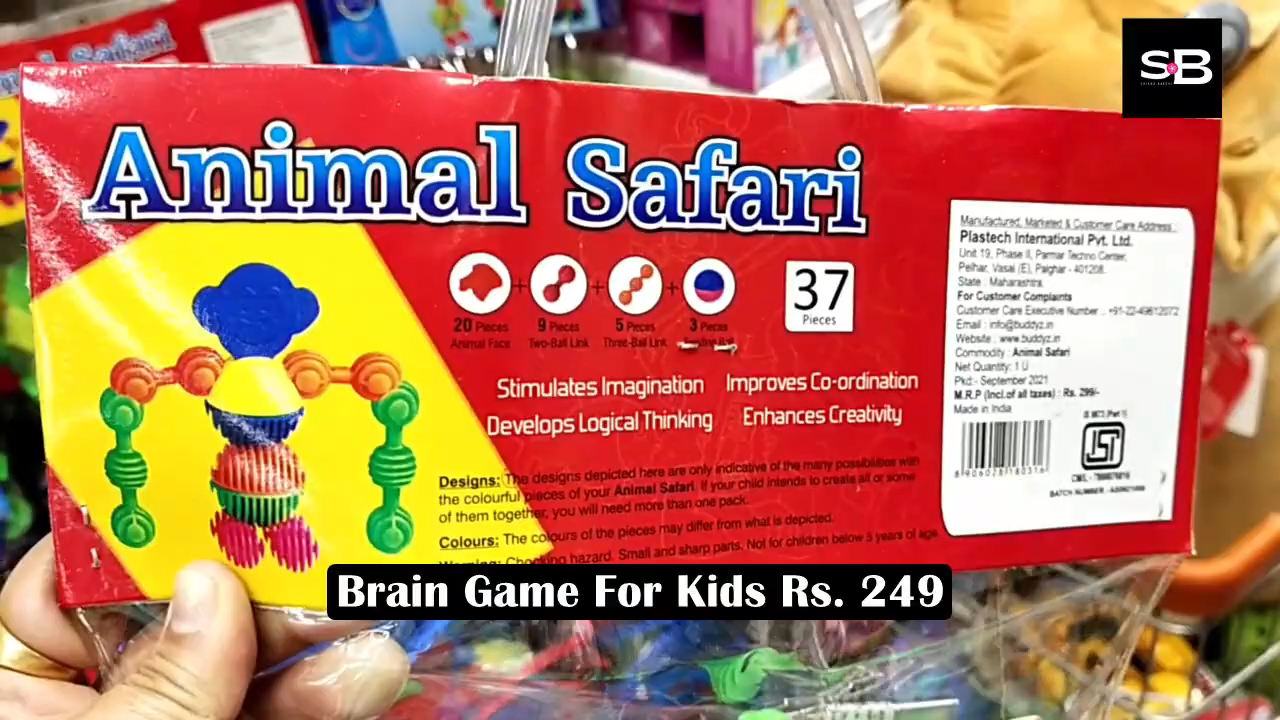 SB
Animal Safari
20 Pieces
Animal Face
+
9 Pieces
Two-Ball Link
+
5 Pieces
Three-Ball Link
+
3 Pieces
37
Pieces
Stimulates Imagination
Improves Co-ordination
Develops Logical Thinking
Enhances Creativity
Designs: The designs depicted here are only indicative of the many possibilities with
the colourful pieces of your Animal Safari. If your child intends to create all or some
of them together, you will need more than one pack.
Colours: The colours of the pieces may differ from what is depicted.
Warning: Choking hazard. Small and sharp parts. Not for children below 5 years of age
Manufactured, Marketed & Customer Care Address :
Plastech International Pvt. Ltd.
Unit 19, Phase II, Parmar Techno Center,
Pelhar, Vasai (E), Palghar - 401208.
State : Maharashtra.
For Customer Complaints
Customer Care Executive Number :
Email : info@buddyz.in
Website : www.buddyz.in
Commodity : Animal Safari
Net Quantity: 1 U
Pkd:- September 2021
M.R.P (Incl.of all taxes) : Rs. 299/-
Made in India
8 906028 180316
Brain Game For Kids Rs. 249